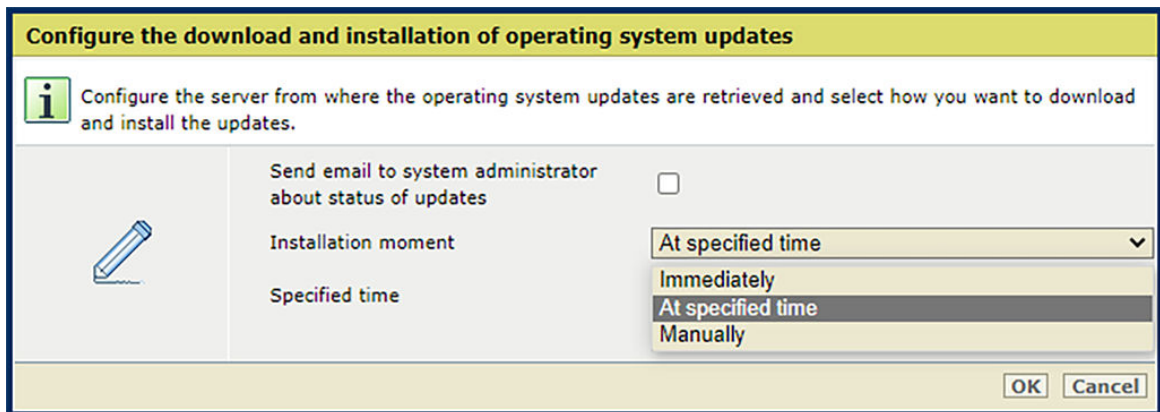 Configure the download and installation of operating system updates
i
Configure the server from where the operating system updates are retrieved and select how you want to download
and install the updates.
Send email to system administrator
about status of updates
Installation moment
At specified time
Specified time
Immediately
At specified time
Manually
OK Cancel